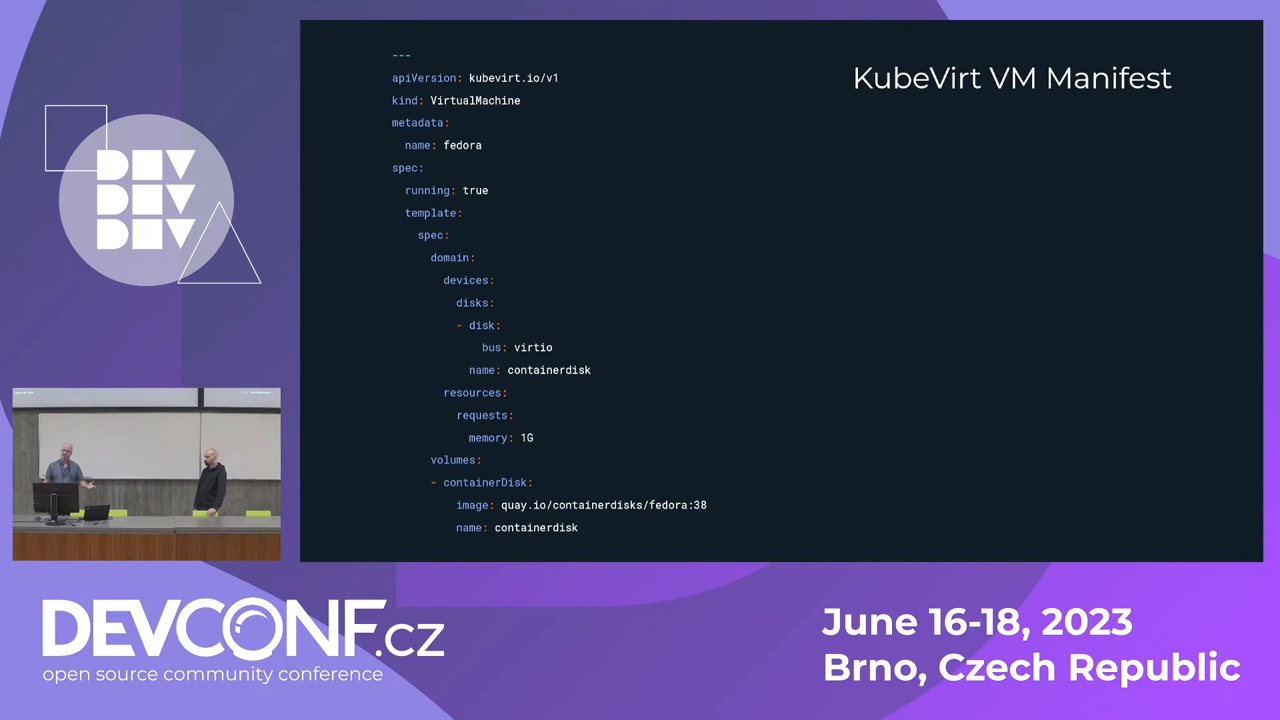 DEV
DEV
DEV
---
apiVersion: kubevirt.io/v1
kind: VirtualMachine
metadata:
  name: fedora
spec:
  running: true
  template:
    spec:
      domain:
        devices:
          disks:
          - disk:
              bus: virtio
            name: containerdisk
        resources:
          requests:
            memory: 1G
      volumes:
      - containerDisk:
          image: quay.io/containerdisks/fedora:38
          name: containerdisk
KubeVirt VM Manifest
DEVCONF.cz
open source community conference
June 16-18, 2023
Brno, Czech Republic